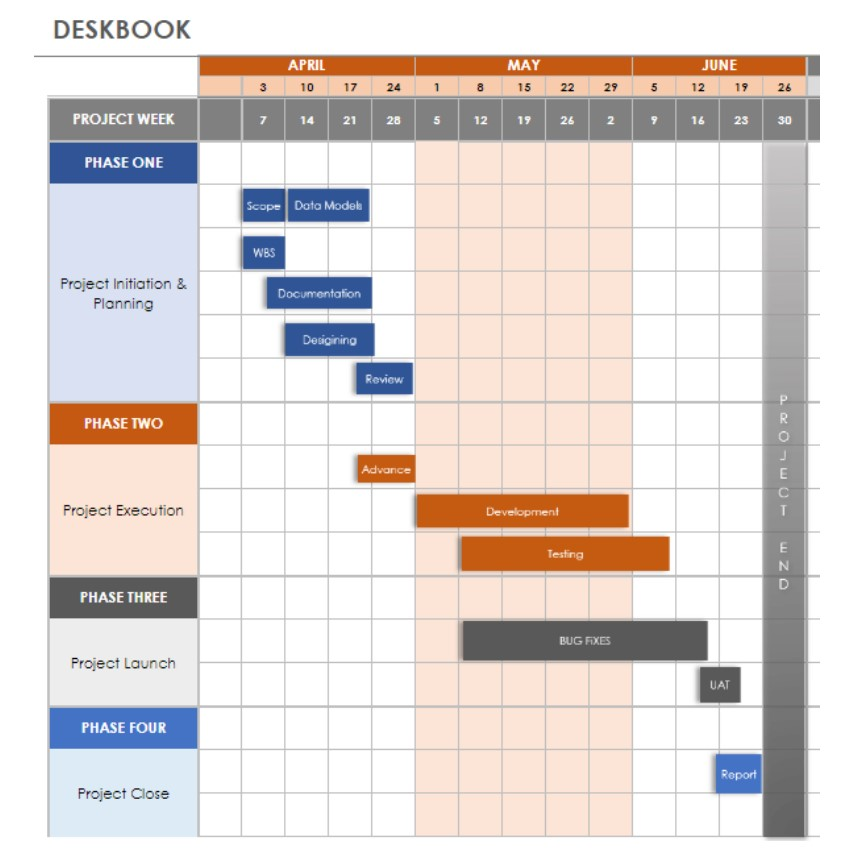 DESKBOOK
APRIL MAY JUNE
3 10 17 24 1 8 15 22 29 5 12 19 26
PROJECT WEEK 7 14 21 28 5 12 19 26 2 9 16 23 30
PHASE ONE
Scope Data Models
WBS
Project Initiation &
Planning
Documentation
Desigining
Review
PHASE TWO
Advance
Project Execution
Development
Testing
PHASE THREE
BUG FiXES
Project Launch
UAT
PHASE FOUR
Report
Project Close
PROJECT END